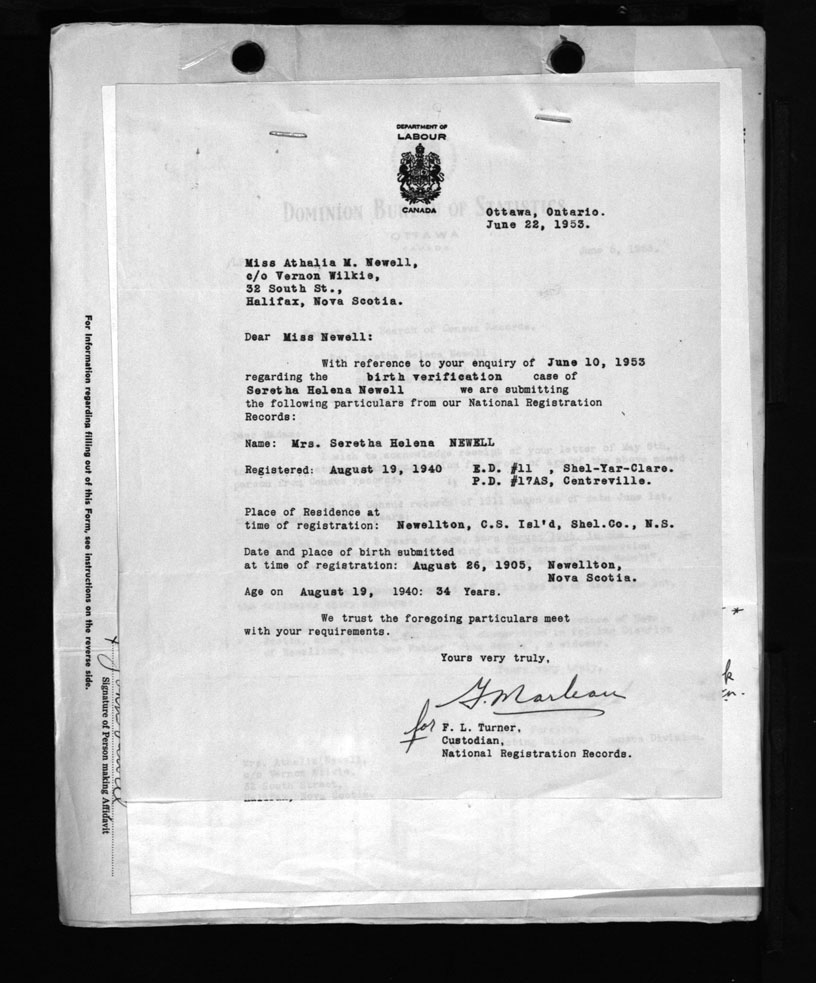 DEPARTMENT OF
LABOUR
CANADA
DOMINION BUREAU OF STATISTICS
OTTAWA
CANADA
Ottawa, Ontario.
June 22, 1953.
Miss Athalia M. Newell,
c/o Vernon Wilkie,
32 South St.,
Halifax, Nova Scotia.
Dear Miss Newell:
With reference to your enquiry of June 10, 1953
regarding the birth verification case of
Seretha Helena Newell we are submitting
the following particulars from our National Registration
Records:
Name: Mrs. Seretha Helena NEWELL
Registered: August 19, 1940 E.D. #11 , Shel-Yar-Clare.
P.D. #17AS, Centreville.
Place of Residence at
time of registration: Newellton, C.S. Isl'd, Shel.Co., N.S.
Date and place of birth submitted
at time of registration: August 26, 1905, Newellton,
Nova Scotia.
Age on August 19, 1940: 34 Years.
We trust the foregoing particulars meet
with your requirements.
Yours very truly,
for F. L. Turner,
Custodian,
National Registration Records.
For information regarding filling out of this Form, see instructions on the reverse side.
Signature of Person making Affidavit